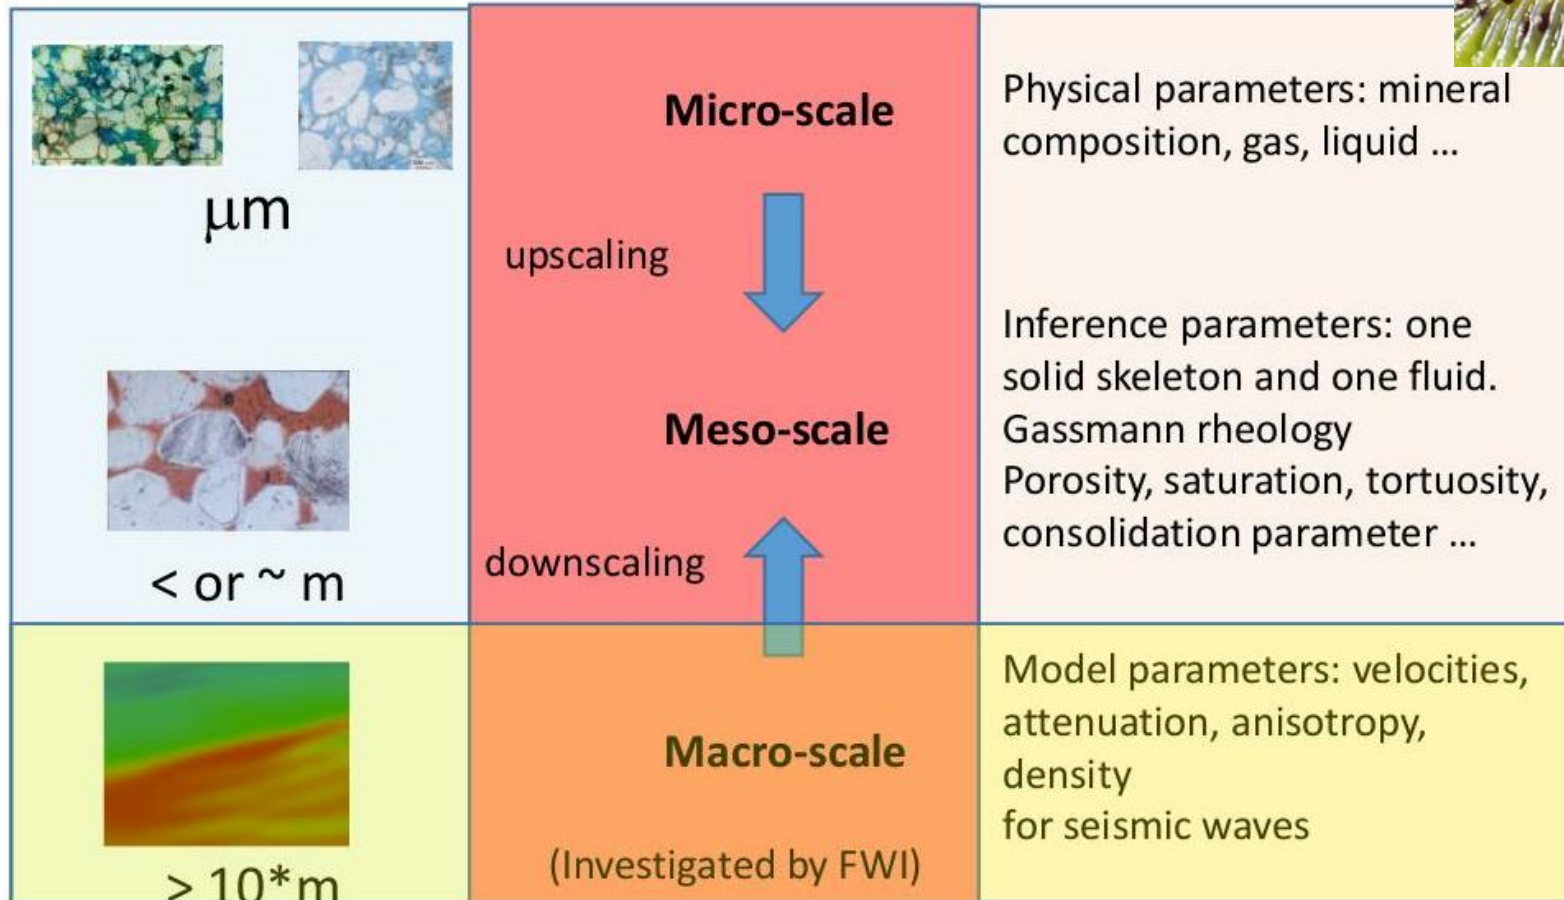 Micro-scale
Physical parameters: mineral
composition, gas, liquid ...
μm
upscaling
Inference parameters: one
solid skeleton and one fluid.
Gassmann rheology
Porosity, saturation, tortuosity,
consolidation parameter ...
Meso-scale
downscaling
< or ~ m
Macro-scale
(Investigated by FWI)
Model parameters: velocities,
attenuation, anisotropy,
density
for seismic waves
> 10*m